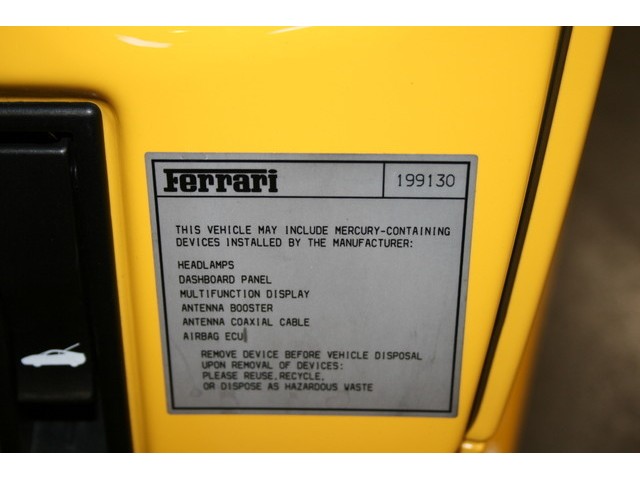 Ferrari
199130
THIS VEHICLE MAY INCLUDE MERCURY-CONTAINING
DEVICES INSTALLED BY THE MANUFACTURER:
HEADLAMPS
DASHBOARD PANEL
MULTIFUNCTION DISPLAY
ANTENNA BOOSTER
ANTENNA COAXIAL CABLE
AIRBAG ECU
REMOVE DEVICE BEFORE VEHICLE DISPOSAL
UPON REMOVAL OF DEVICES:
PLEASE REUSE,RECYCLE,
OR DISPOSE AS HAZARDOUS WASTE